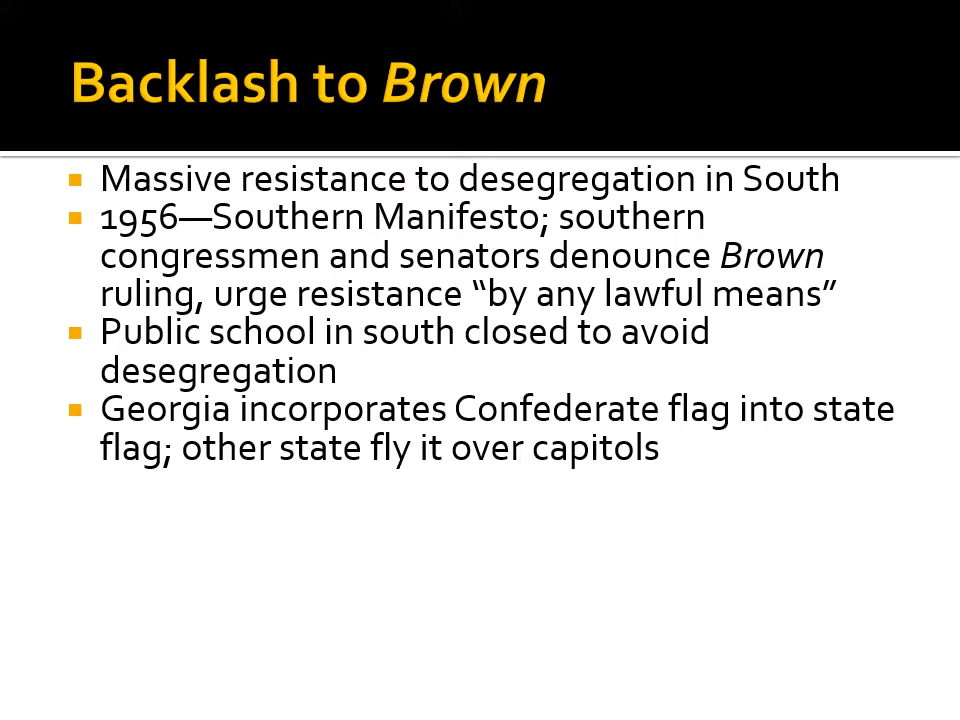 Backlash to Brown
▪ Massive resistance to desegregation in South
▪ 1956—Southern Manifesto; southern
congressmen and senators denounce Brown
ruling, urge resistance “by any lawful means”
▪ Public school in south closed to avoid
desegregation
▪ Georgia incorporates Confederate flag into state
flag; other state fly it over capitols